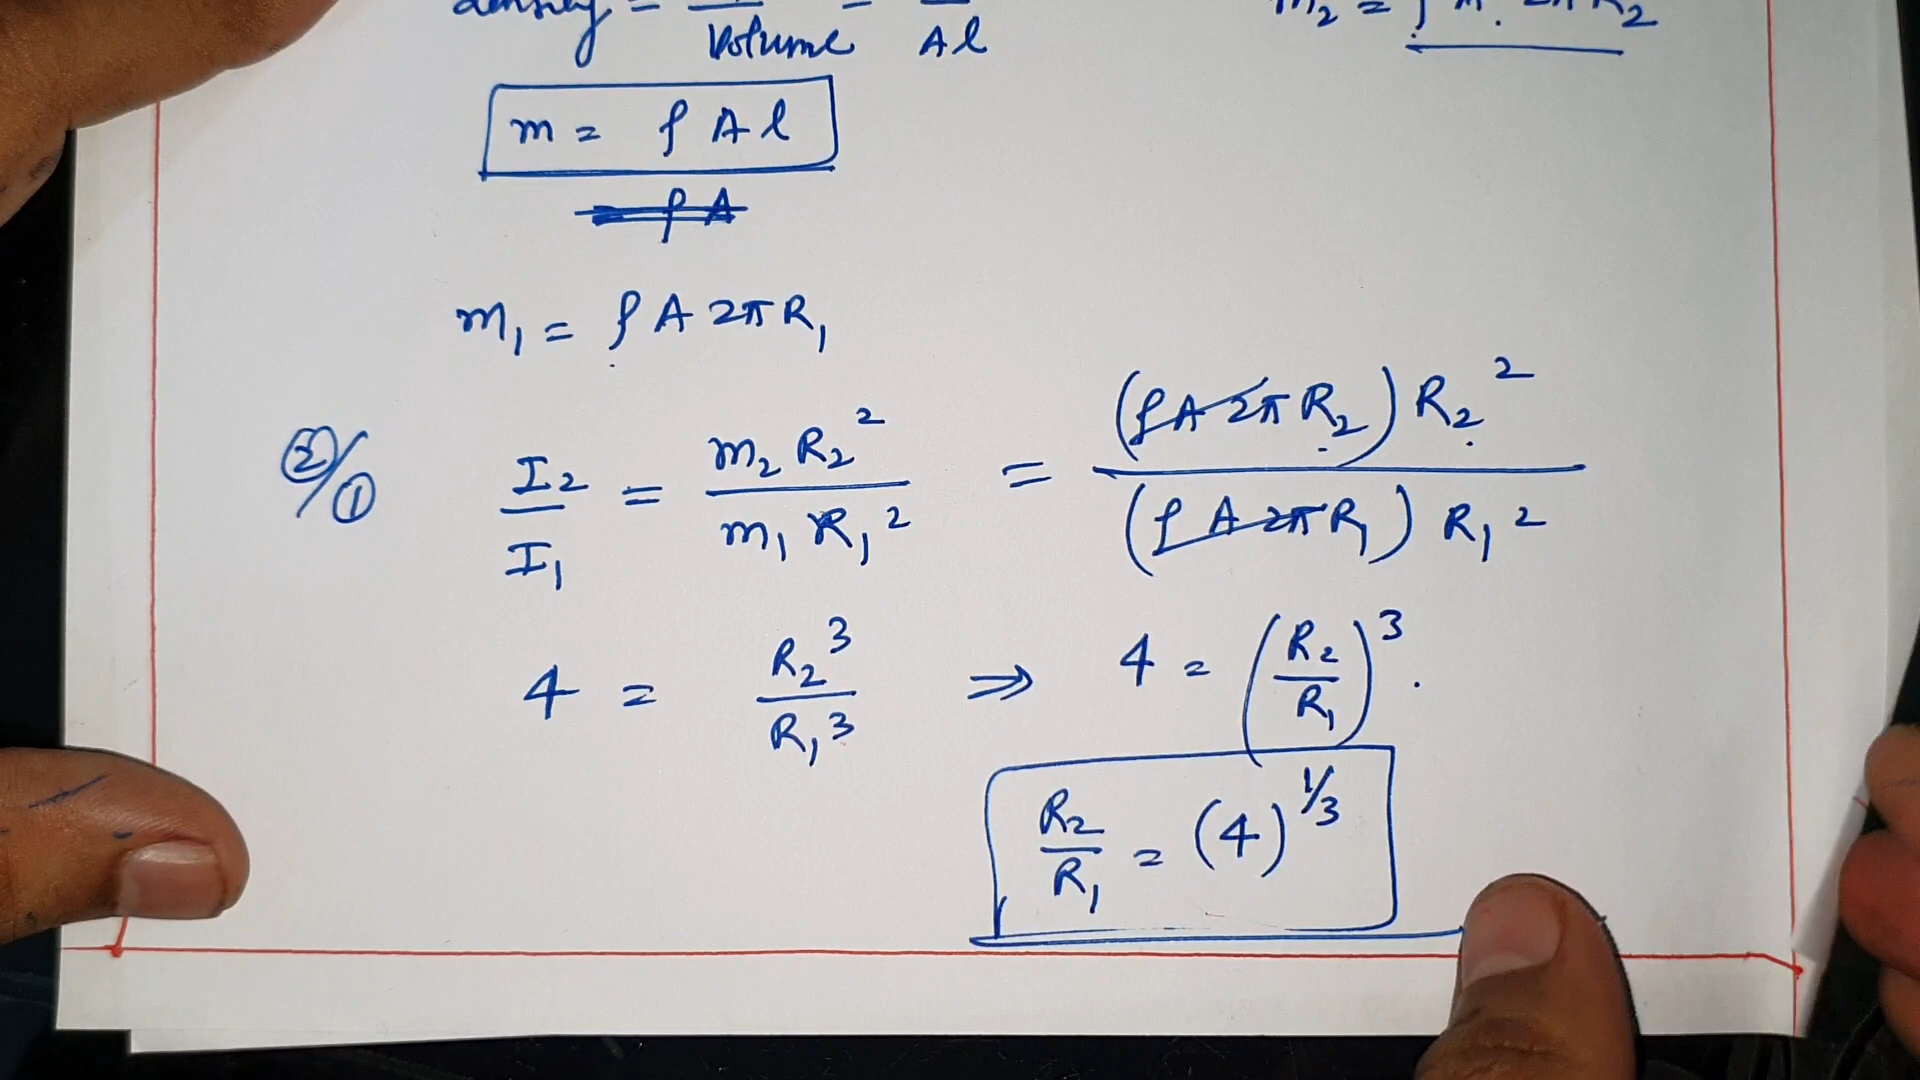 density = volume = Al
m = ρ A l
= ρ A
m₁ = ρ A 2π R₁
②/① I₂/I₁ = m₂ R₂²/m₁ R₁² = (ρ A 2π R₂) R₂²/(ρ A 2π R₁) R₁²
4 = R₂³/R₁³ ⇒ 4 = (R₂/R₁)³.
R₂/R₁ = (4)^1/3